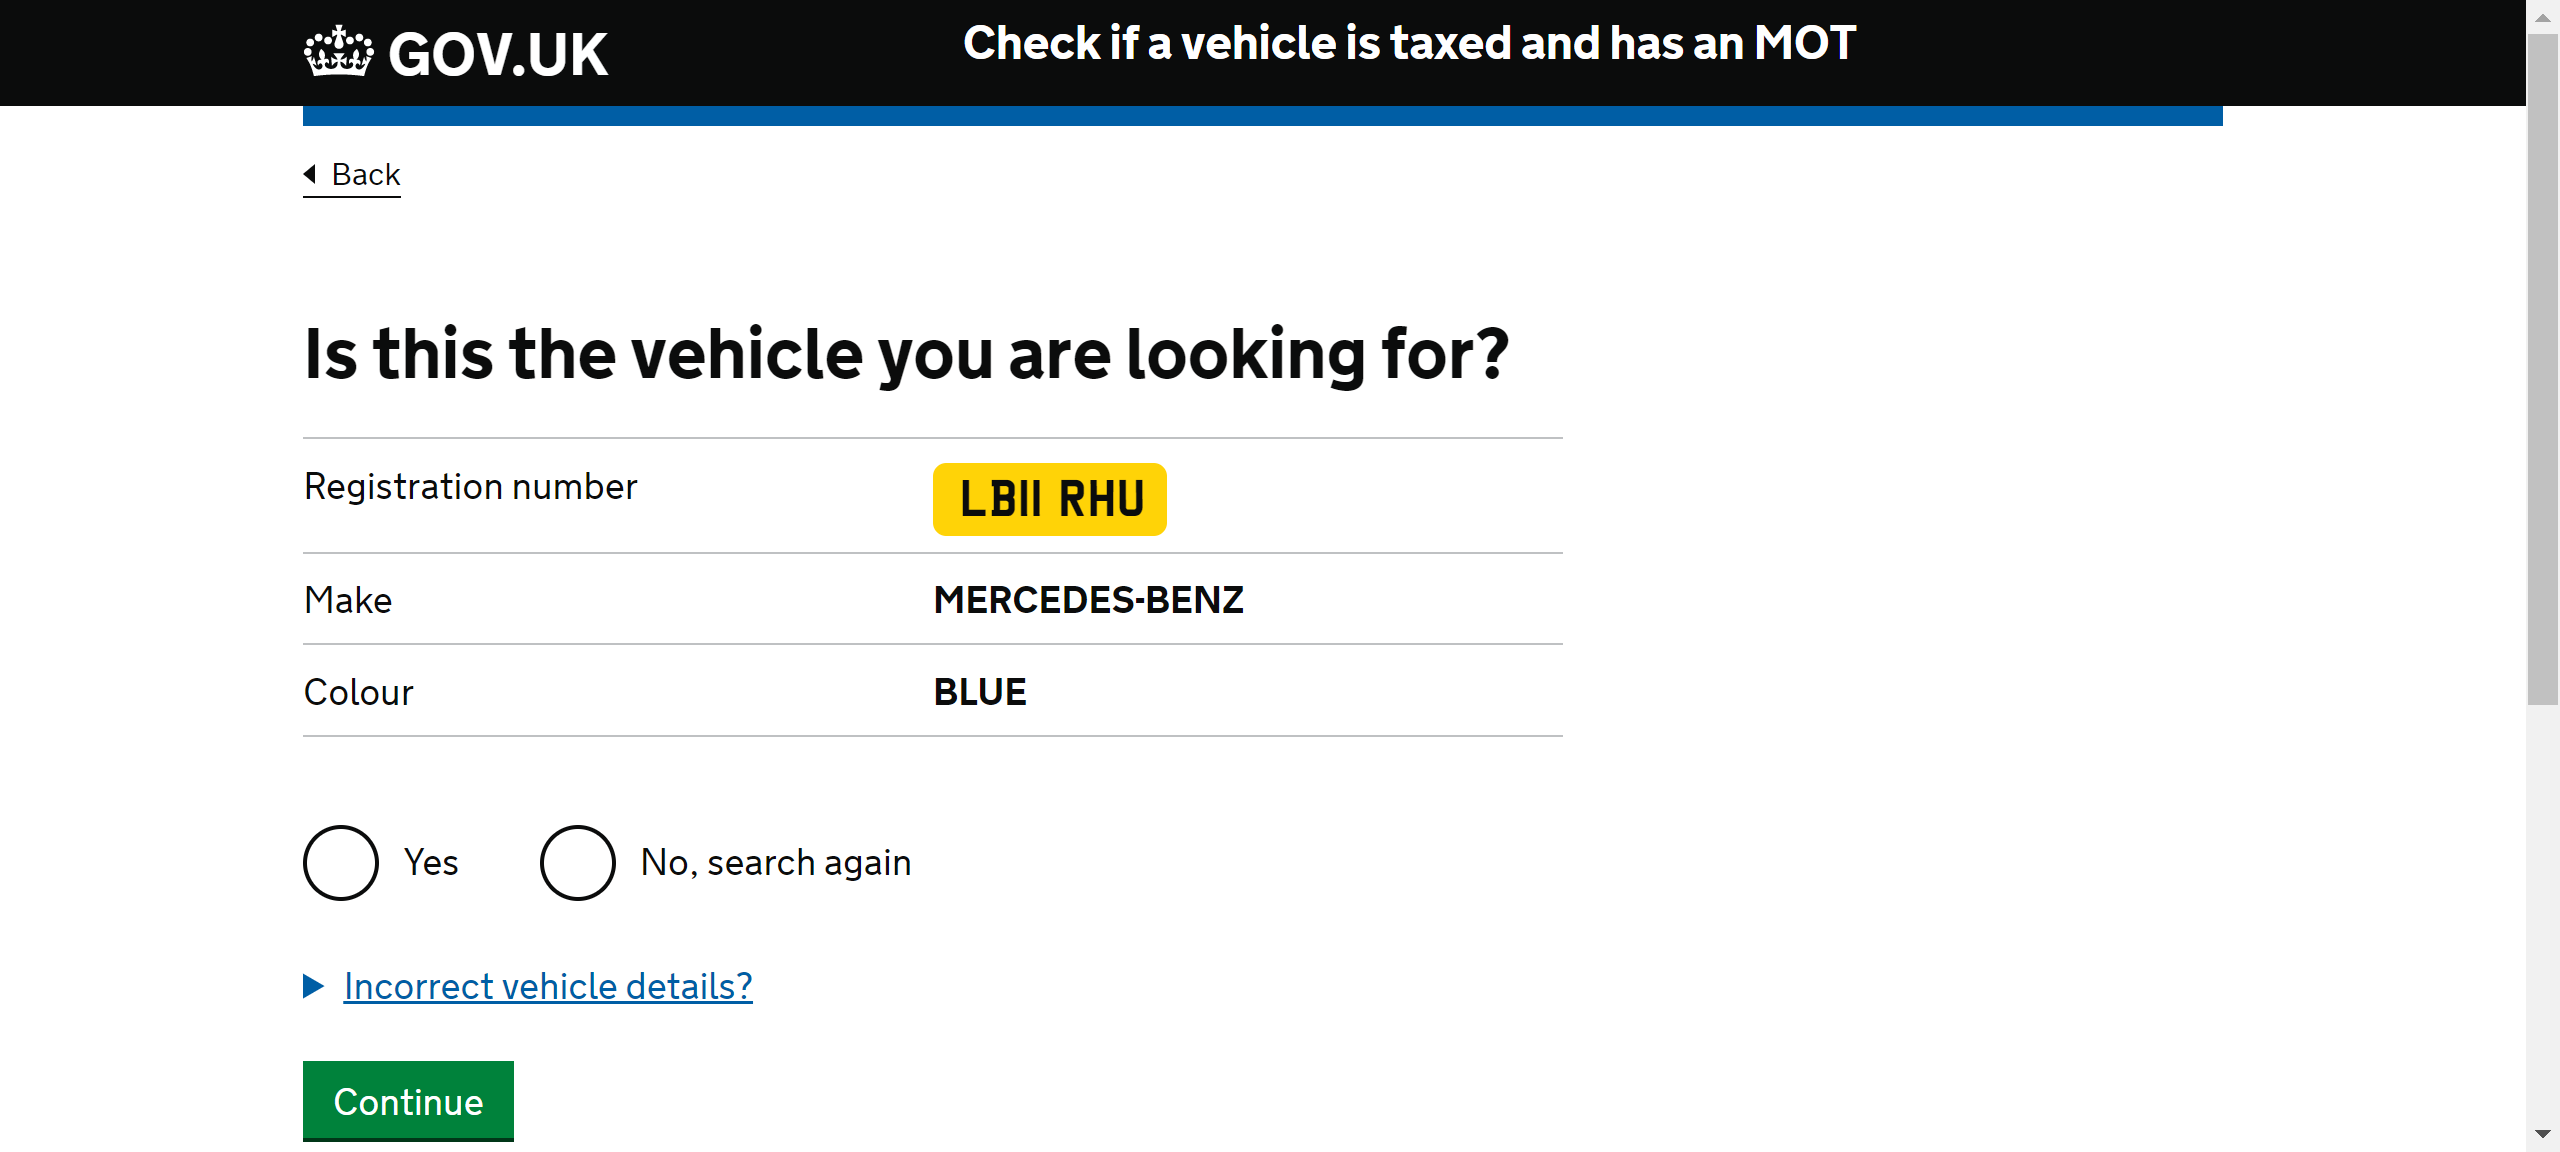 GOV.UK
Check if a vehicle is taxed and has an MOT
Back
Is this the vehicle you are looking for?
Registration number LB11 RHU
Make MERCEDES-BENZ
Colour BLUE
Yes No, search again
Incorrect vehicle details?
Continue